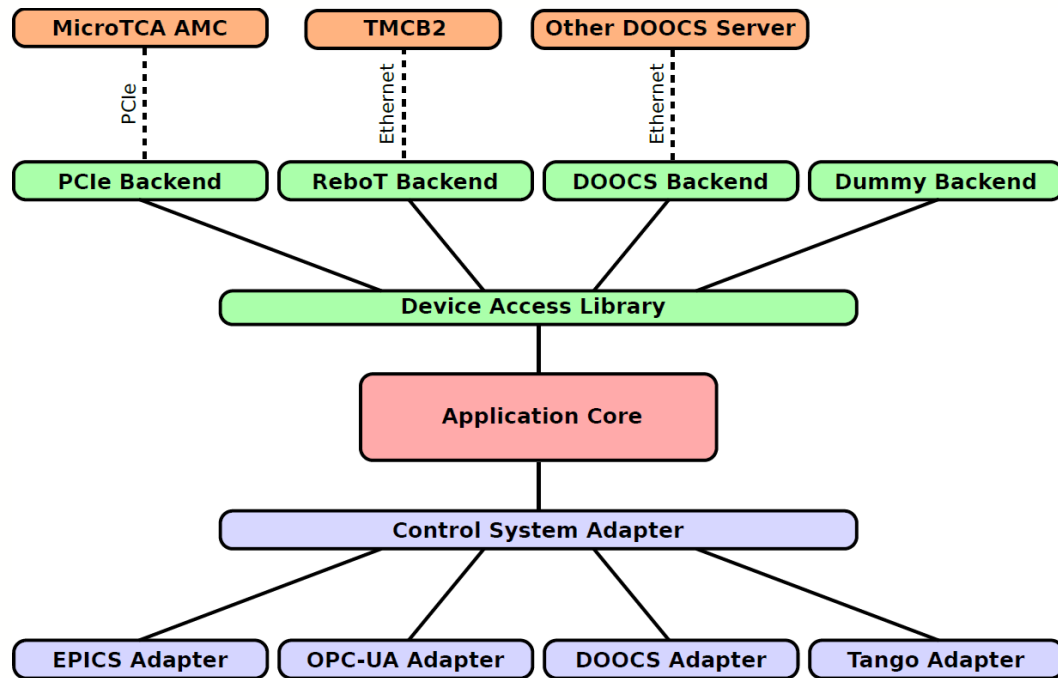 MicroTCA AMC
TMCB2
Other DOOCS Server
PCIe
Ethernet
Ethernet
PCIe Backend
ReboT Backend
DOOCS Backend
Dummy Backend
Device Access Library
Application Core
Control System Adapter
EPICS Adapter
OPC-UA Adapter
DOOCS Adapter
Tango Adapter